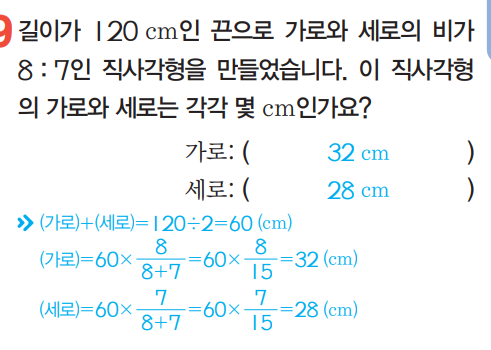 9 길이가 120 cm인 끈으로 가로와 세로의 비가
8 : 7인 직사각형을 만들었습니다. 이 직사각형
의 가로와 세로는 각각 몇 cm인가요?
가로: ( 32 cm )
세로: ( 28 cm )
≫ (가로)+(세로)=120÷2=60 (cm)
(가로)=60×8/(8+7)=60×8/15=32 (cm)
(세로)=60×7/(8+7)=60×7/15=28 (cm)